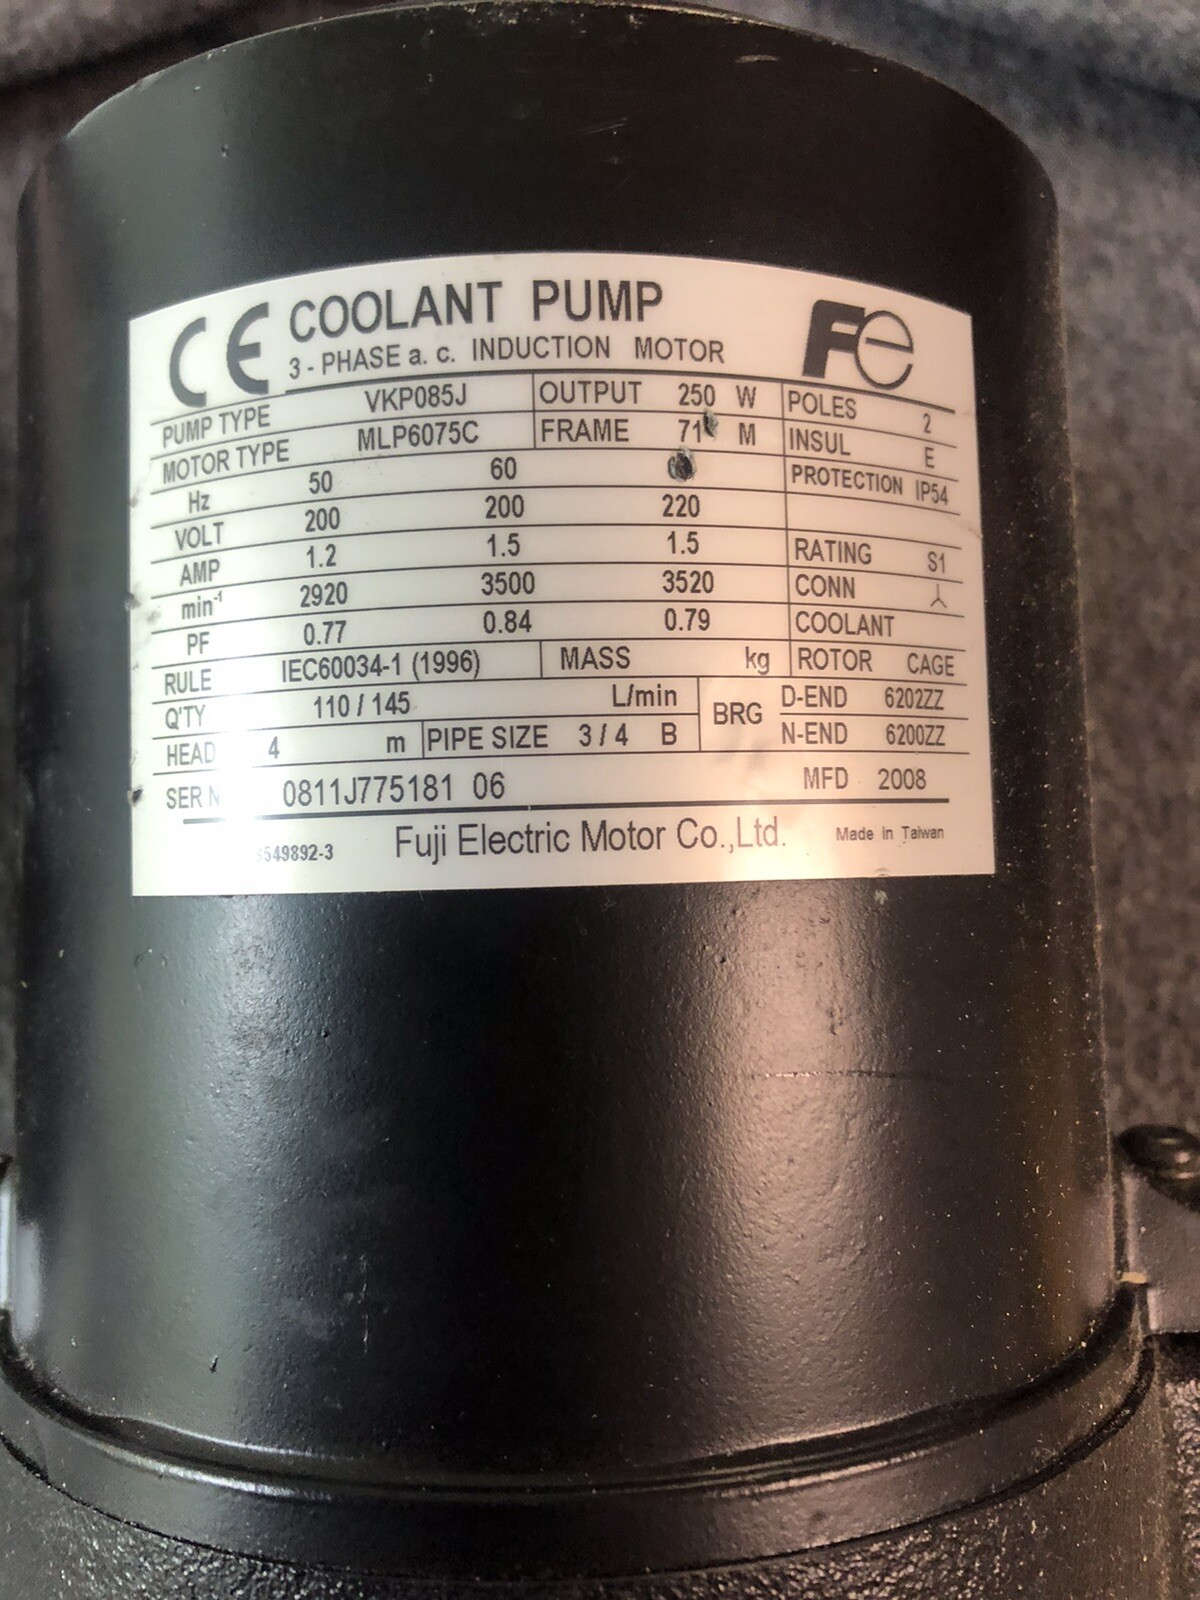 CE COOLANT PUMP Fe
3 - PHASE a. c. INDUCTION MOTOR
PUMP TYPE VKP085J OUTPUT 250 W POLES 2
MOTOR TYPE MLP6075C FRAME 71 M INSUL E
Hz 50 60 PROTECTION IP54
VOLT 200 200 220
AMP 1.2 1.5 1.5 RATING S1
min-1 2920 3500 3520 CONN
PF 0.77 0.84 0.79 COOLANT
RULE IEC60034-1 (1996) MASS kg ROTOR CAGE
Q'TY 110 / 145 L/min BRG D-END 6202ZZ
HEAD 4 m PIPE SIZE 3 / 4 B N-END 6200ZZ
SER N 0811J775181 06 MFD 2008
549892-3 Fuji Electric Motor Co.,Ltd. Made in Taiwan